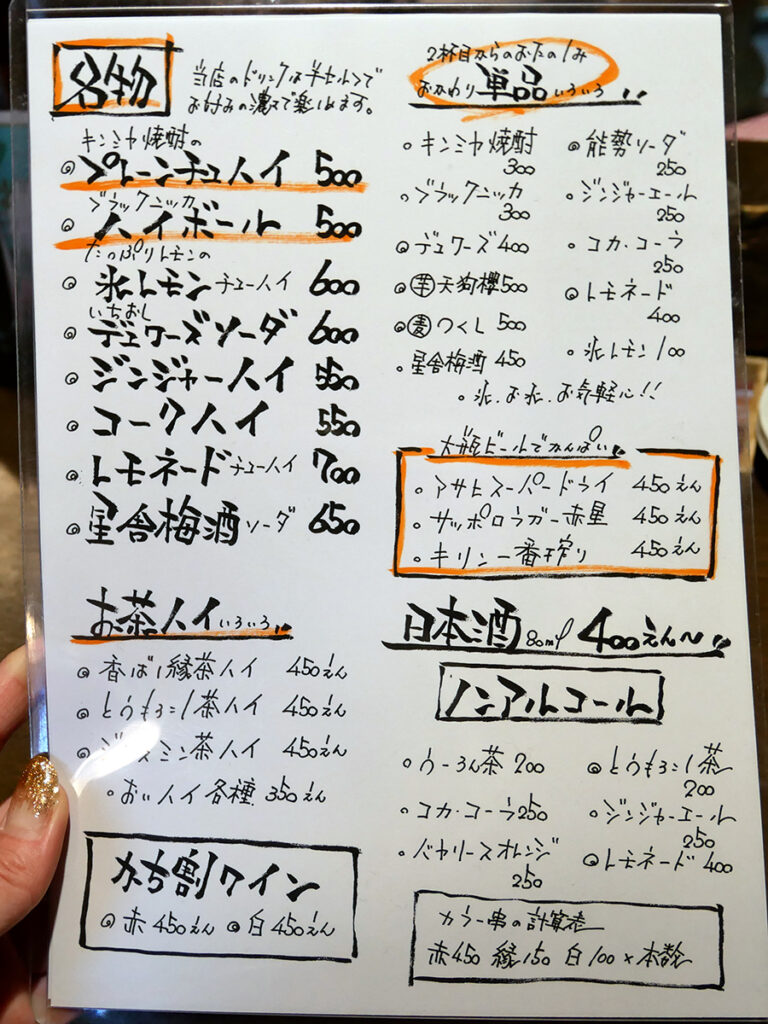 名物
当店のドリンクは半セルフで
お好みの濃さで楽しめます。
キンミヤ焼酎の
プレーンチュハイ 500
ブラックニッカ
ハイボール 500
たっぷりレモンの
氷レモンチューハイ 600
いちおし
デュワーズソーダ 600
ジンジャーハイ 550
コークハイ 550
レモネードチューハイ 700
星舎梅酒ソーダ 650
お茶ハイいろいろ
香ばし緑茶ハイ 450えん
とうもろこし茶ハイ 450えん
ジャスミン茶ハイ 450えん
おいハイ各種 350えん
かち割ワイン
赤 450えん 白 450えん
2杯目からのお太のしみ
おかわり単品いろいろ
キンミヤ焼酎 300
能勢ソーダ 250
ブラックニッカ 300
ジンジャーエール 250
デュワーズ 400
コカ・コーラ 250
芋 天狗櫻 500
レモネード 400
麦 つくし 500
氷レモン 100
星舎梅酒 450
氷.お水.お気軽に!!
大瓶ビールでかんぱい
アサヒスーパードライ 450えん
サッポロラガー赤星 450えん
キリン一番搾り 450えん
日本酒 80ml 400えん〜
ノンアルコール
うーろん茶 200
とうもろこし茶 200
コカ・コーラ 250
ジンジャーエール 250
バヤリースオレンジ 250
レモネード 400
カラー串の計算表
赤450 緑150 白100×本数